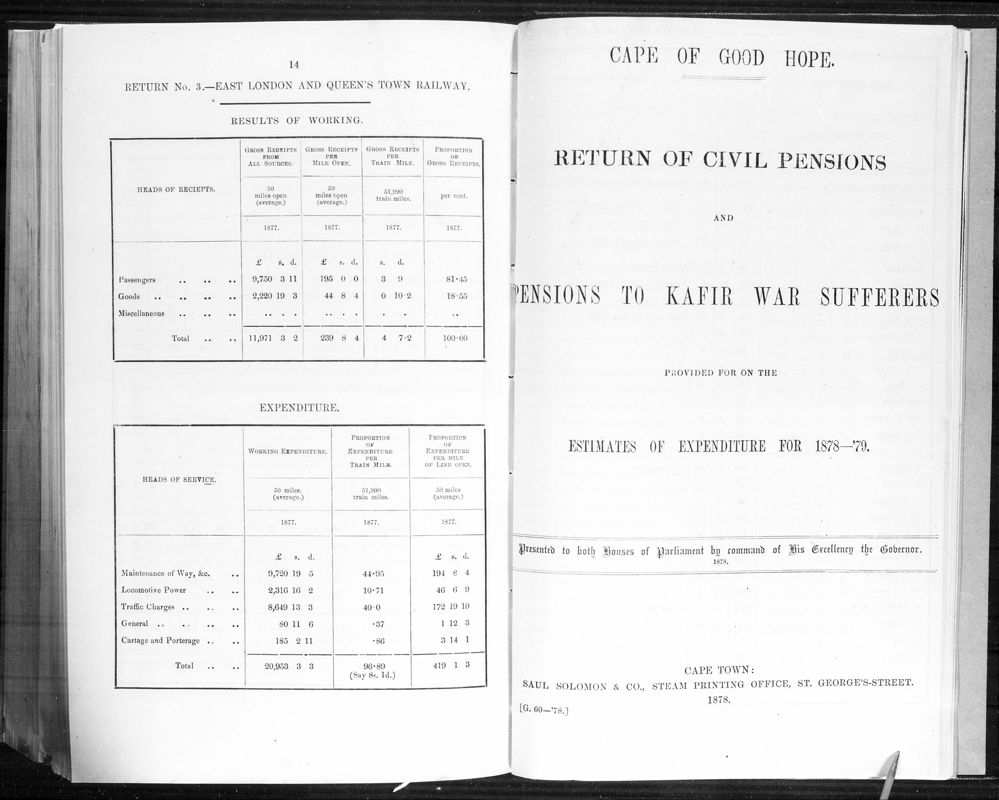 14
RETURN No. 3.—EAST LONDON AND QUEEN'S TOWN RAILWAY.
RESULTS OF WORKING.
HEADS OF RECIEPTS.
GROSS RECEIPTS FROM ALL SOURCES.
GROSS RECEIPTS PER MILE OPEN.
GROSS RECEIPTS PER TRAIN MILE.
PROPORTION OF GROSS RECEIPTS.
50 miles open (average.)
50 miles open (average.)
51,990 train miles.
per cent.
1877. 1877. 1877. 1877.
£ s. d. £ s. d. s. d.
Passengers .. .. .. 9,750 3 11 195 0 0 3 9 81·45
Goods .. .. .. .. 2,220 19 3 44 8 4 0 10·2 18·55
Miscellaneous .. .. .. .. .. . .. . . . . ..
Total .. .. 11,971 3 2 239 8 4 4 7·2 100·00
EXPENDITURE.
HEADS OF SERVICE.
WORKING EXPENDITURE.
PROPORTION OF EXPENDITURE PER TRAIN MILE.
PROPORTION OF EXPENDITURE PER MILE OF LINE OPEN.
50 miles. (average.)
51,900 train miles.
50 miles (average.)
1877. 1877. 1877.
£ s. d. £ s. d.
Maintenance of Way, &c. .. 9,720 19 5 44·95 194 8 4
Locomotive Power .. .. 2,316 16 2 10·71 46 6 9
Traffic Charges .. .. .. 8,649 13 3 40·0 172 19 10
General .. .. .. .. 80 11 6 ·37 1 12 3
Cartage and Porterage .. .. 185 2 11 ·86 3 14 1
Total .. .. 20,953 3 3 96·89 419 1 3
(Say 8s. 1d.)
CAPE OF GOOD HOPE.
RETURN OF CIVIL PENSIONS
AND
PENSIONS TO KAFIR WAR SUFFERERS
PROVIDED FOR ON THE
ESTIMATES OF EXPENDITURE FOR 1878—'79.
Presented to both Houses of Parliament by command of His Excellency the Governor.
1878.
CAPE TOWN:
SAUL SOLOMON & CO., STEAM PRINTING OFFICE, ST. GEORGE'S-STREET.
1878.
[G. 60—'78.]